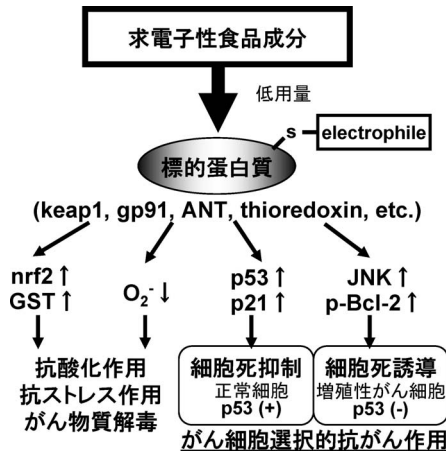 求電子性食品成分
低用量
s electrophile
標的蛋白質
(keap1, gp91, ANT, thioredoxin, etc.)
nrf2↑ O₂⁻↓ p53↑ JNK↑
GST↑ p21↑ p-Bcl-2↑
抗酸化作用 細胞死抑制 細胞死誘導
抗ストレス作用 正常細胞 増殖性がん細胞
がん物質解毒 p53 (+) p53 (-)
がん細胞選択的抗がん作用